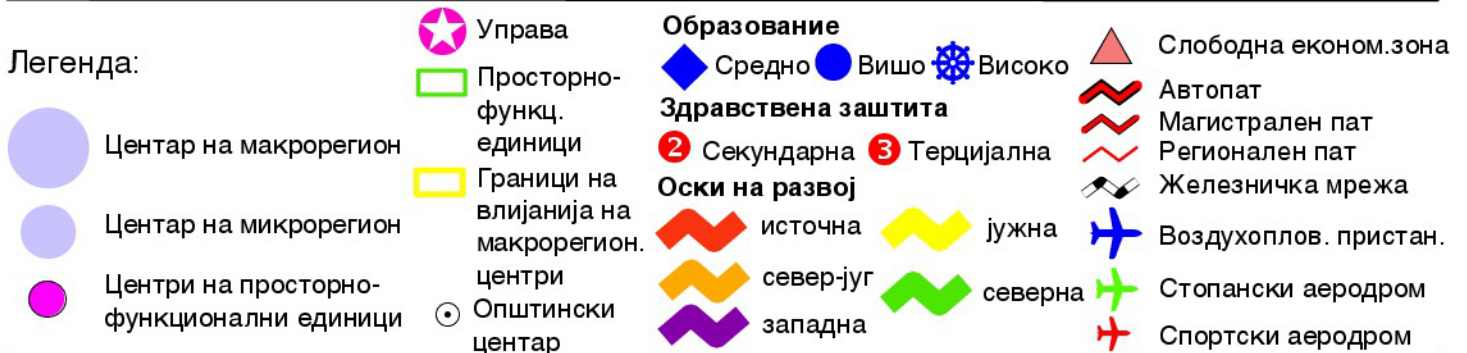 Легенда:
Центар на макрорегион
Центар на микрорегион
Центри на просторно-
функционални единици
Управа
Просторно-
функц.
единици
Граници на
влијанија на
макрорегион.
центри
Општински
центар
Образование
Средно Вишо Високо
Здравствена заштита
2 Секундарна 3 Терцијална
Оски на развој
источна јужна
север-југ северна
западна
Слободна економ.зона
Автопат
Магистрален пат
Регионален пат
Железничка мрежа
Воздухоплов. пристан.
Стопански аеродром
Спортски аеродром